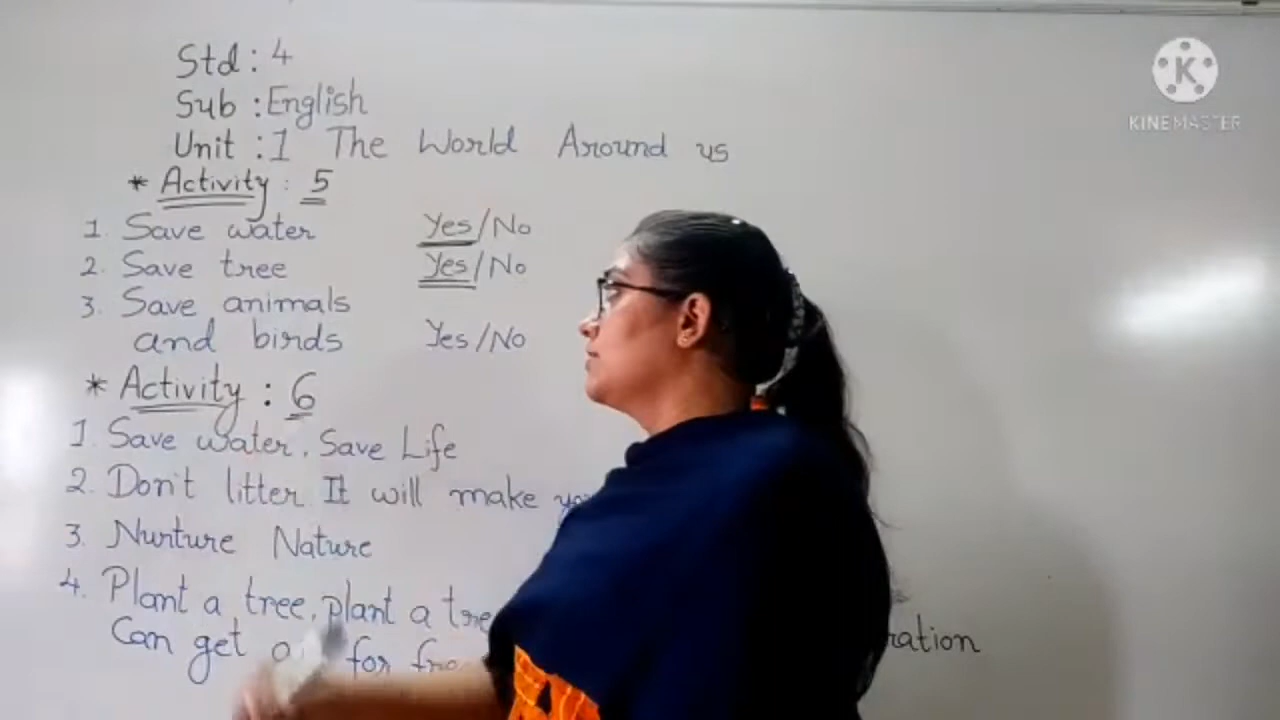 Std : 4
Sub : English
Unit : 1 The World Around us
* Activity : 5
1. Save water Yes/No
2. Save tree Yes/No
3. Save animals
and birds Yes/No
* Activity : 6
1. Save water. Save Life
2. Don't litter. It will make
3. Nurture Nature
4. Plant a tree, plant a
Can get for
KINEMASTER